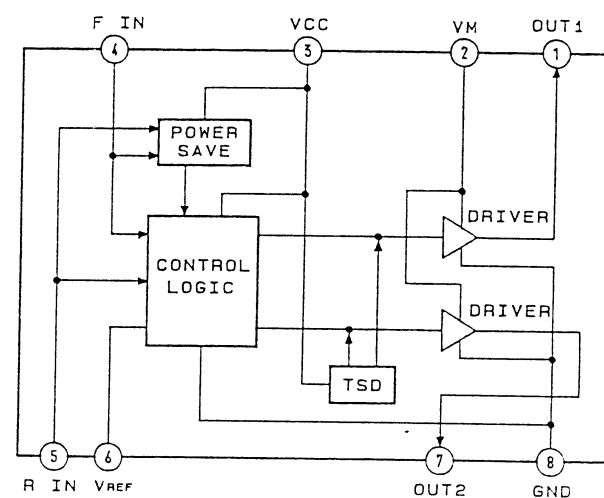 F IN
VCC
VM
OUT1
4
3
2
1
POWER
SAVE
DRIVER
CONTROL
LOGIC
DRIVER
TSD
5
6
7
8
R IN
VREF
OUT2
GND